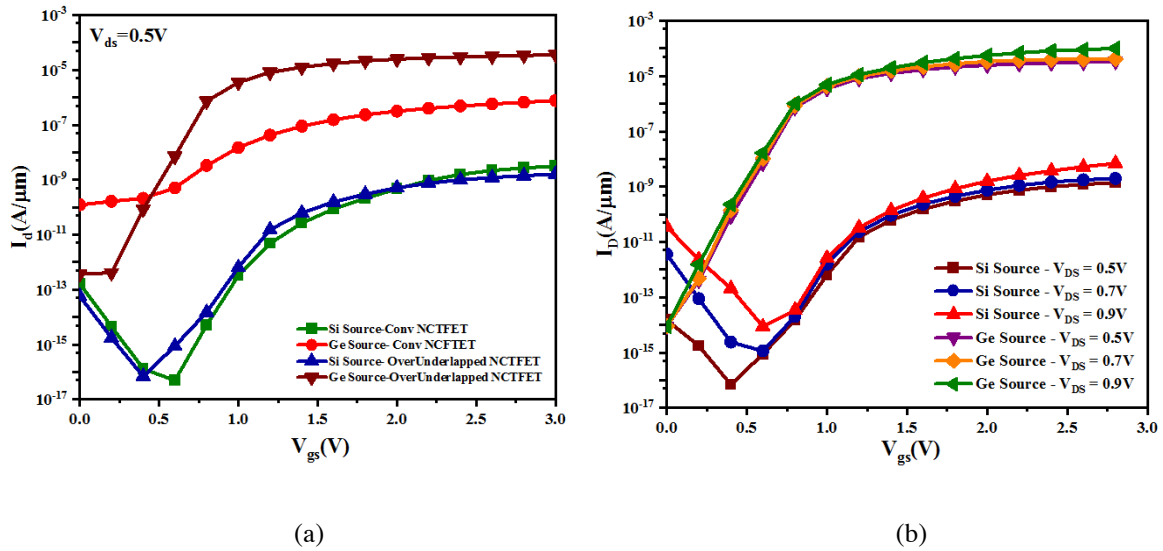 V_ds=0.5V
I_d(A/μm)
10^-3
10^-5
10^-7
10^-9
10^-11
10^-13
10^-15
10^-17
Si Source-Conv NCTFET
Ge Source- Conv NCFTET
Si Source-OverUnderlapped NCTFET
Ge Source-OverUnderlapped NCTFET
0.0 0.5 1.0 1.5 2.0 2.5 3.0
V_gs(V)
(a)
I_D(A/μm)
10^-3
10^-5
10^-7
10^-9
10^-11
10^-13
10^-15
10^-17
Si Source - V_DS = 0.5V
Si Source - V_DS = 0.7V
Si Source - V_DS = 0.9V
Ge Source - V_DS = 0.5V
Ge Source - V_DS = 0.7V
Ge Source - V_DS = 0.9V
0.0 0.5 1.0 1.5 2.0 2.5 3.0
V_gs(V)
(b)